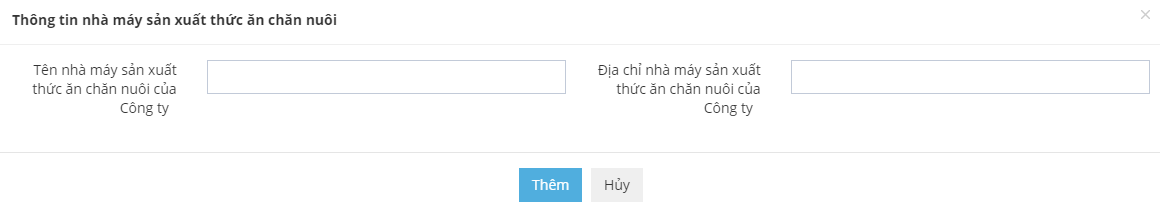 Thông tin nhà máy sản xuất thức ăn chăn nuôi
×
Tên nhà máy sản xuất
thức ăn chăn nuôi của
Công ty
Địa chỉ nhà máy sản xuất
thức ăn chăn nuôi của
Công ty
Thêm
Hủy